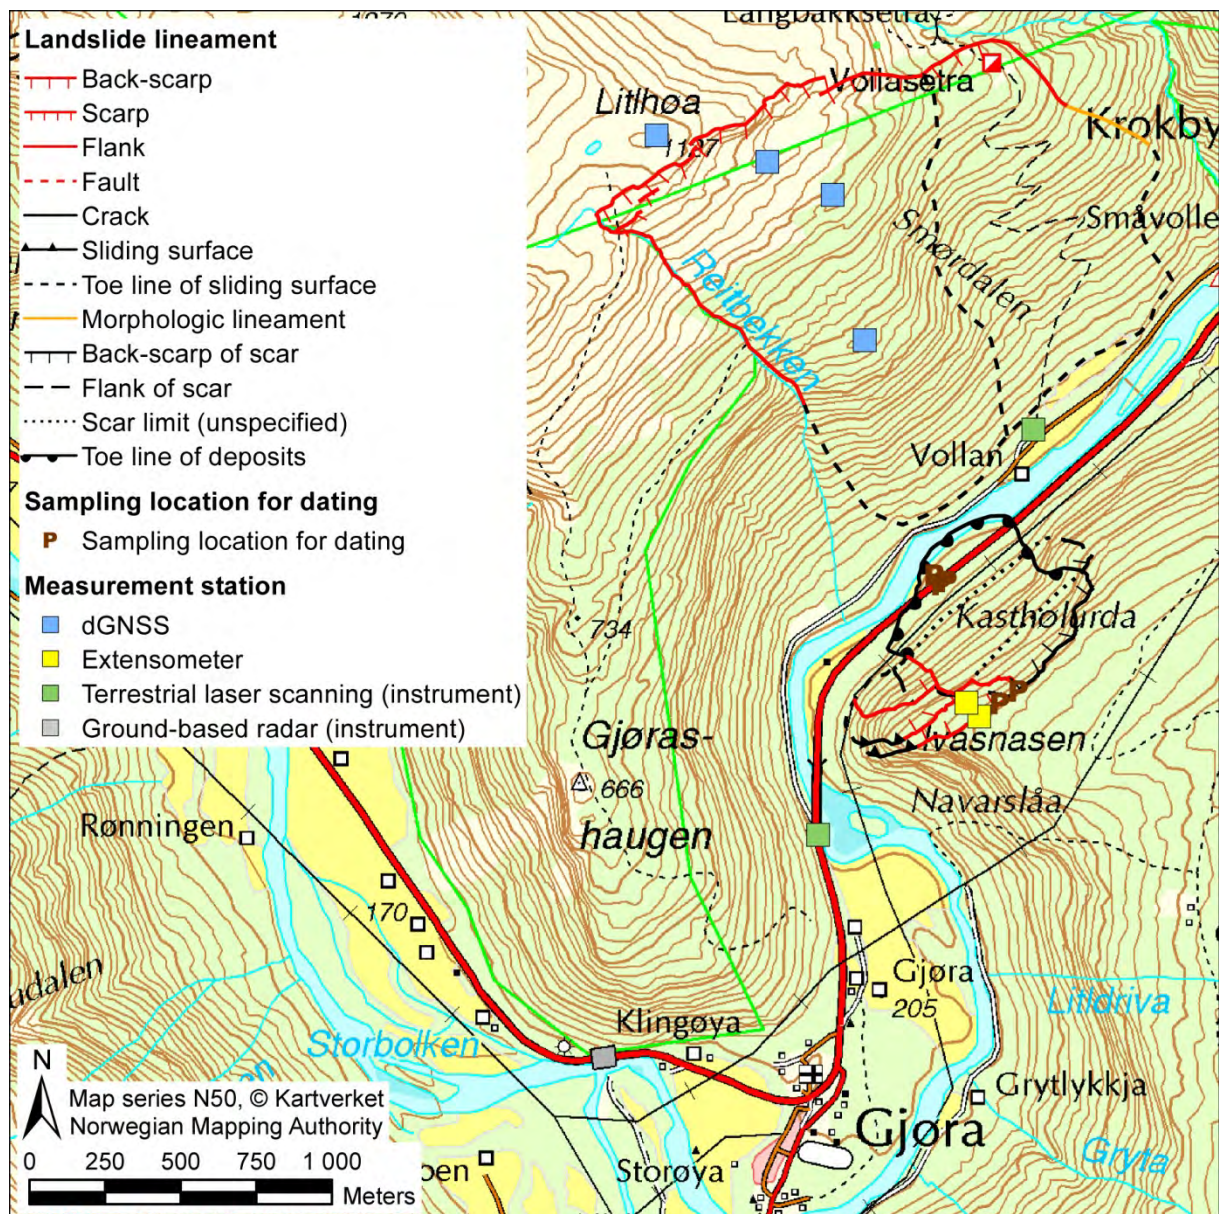 Landslide lineament
Back-scarp
Scarp
Flank
Fault
Crack
Sliding surface
Toe line of sliding surface
Morphologic lineament
Back-scarp of scar
Flank of scar
Scar limit (unspecified)
Toe line of deposits
Sampling location for dating
P Sampling location for dating
Measurement station
dGNSS
Extensometer
Terrestrial laser scanning (instrument)
Ground-based radar (instrument)
Langbakksetra
Vollasetra
Litlhøa
1127
Krokby
Småvolle
Smørdalen
Reitbekken
Vollan
P
Kastholurda
734
P
P
Ivasnasen
Gjøras-
haugen
666
Navarslåa
Rønningen
170
Gjøra
205
Litldriva
Klingøya
Storbolken
Grytlykkja
Gjøra
Gryta
Storøya
N
Map series N50, © Kartverket
Norwegian Mapping Authority
0 250 500 750 1 000
Meters